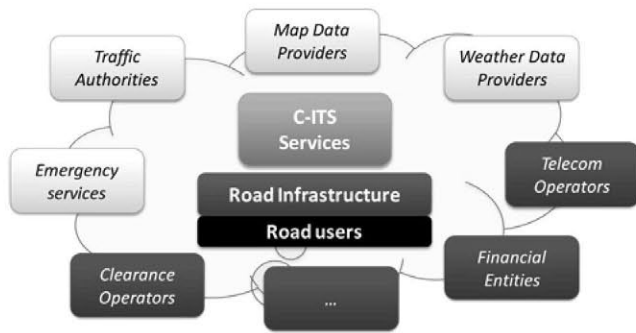 Map Data
Providers
Traffic
Authorities
Weather Data
Providers
C-ITS
Services
Emergency
services
Telecom
Operators
Road Infrastructure
Road users
Clearance
Operators
...
Financial
Entities